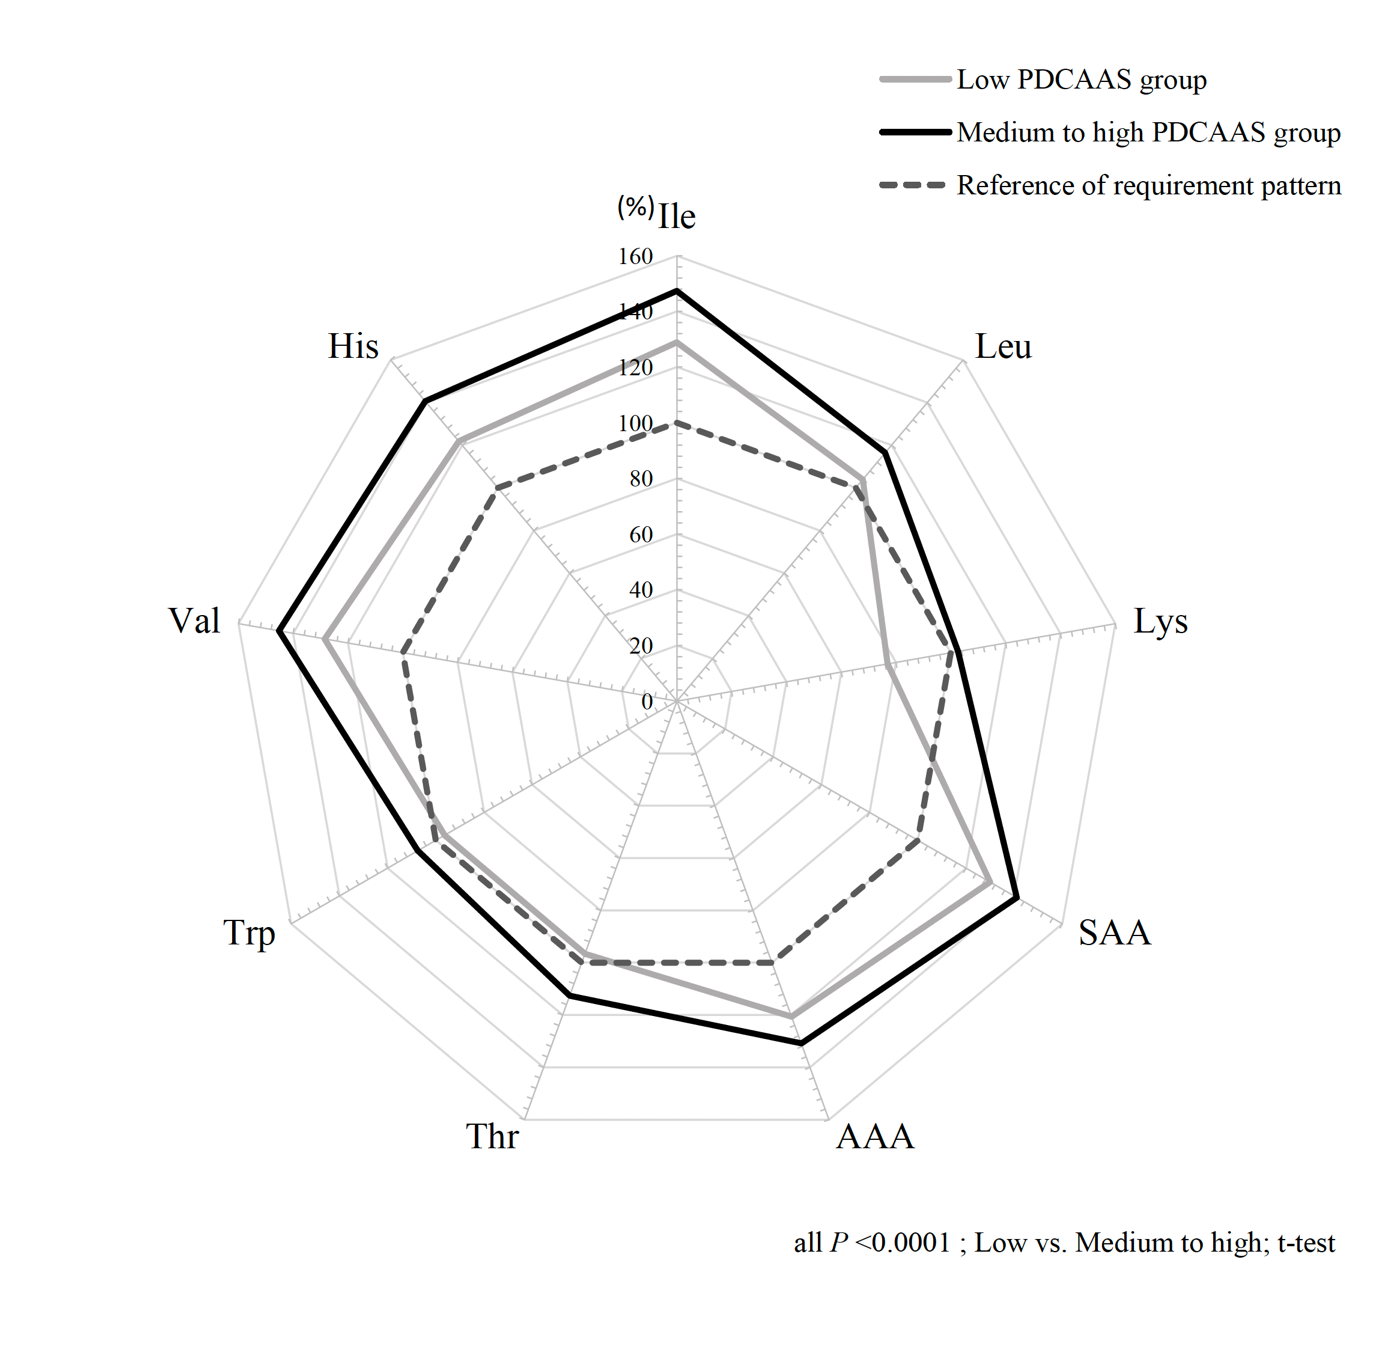 Low PDCAAS group
Medium to high PDCAAS group
Reference of requirement pattern
(%) Ile
160
140
120
100
80
60
40
20
0
His
Leu
Val
Lys
Trp
SAA
Thr
AAA
all P <0.0001 ; Low vs. Medium to high; t-test